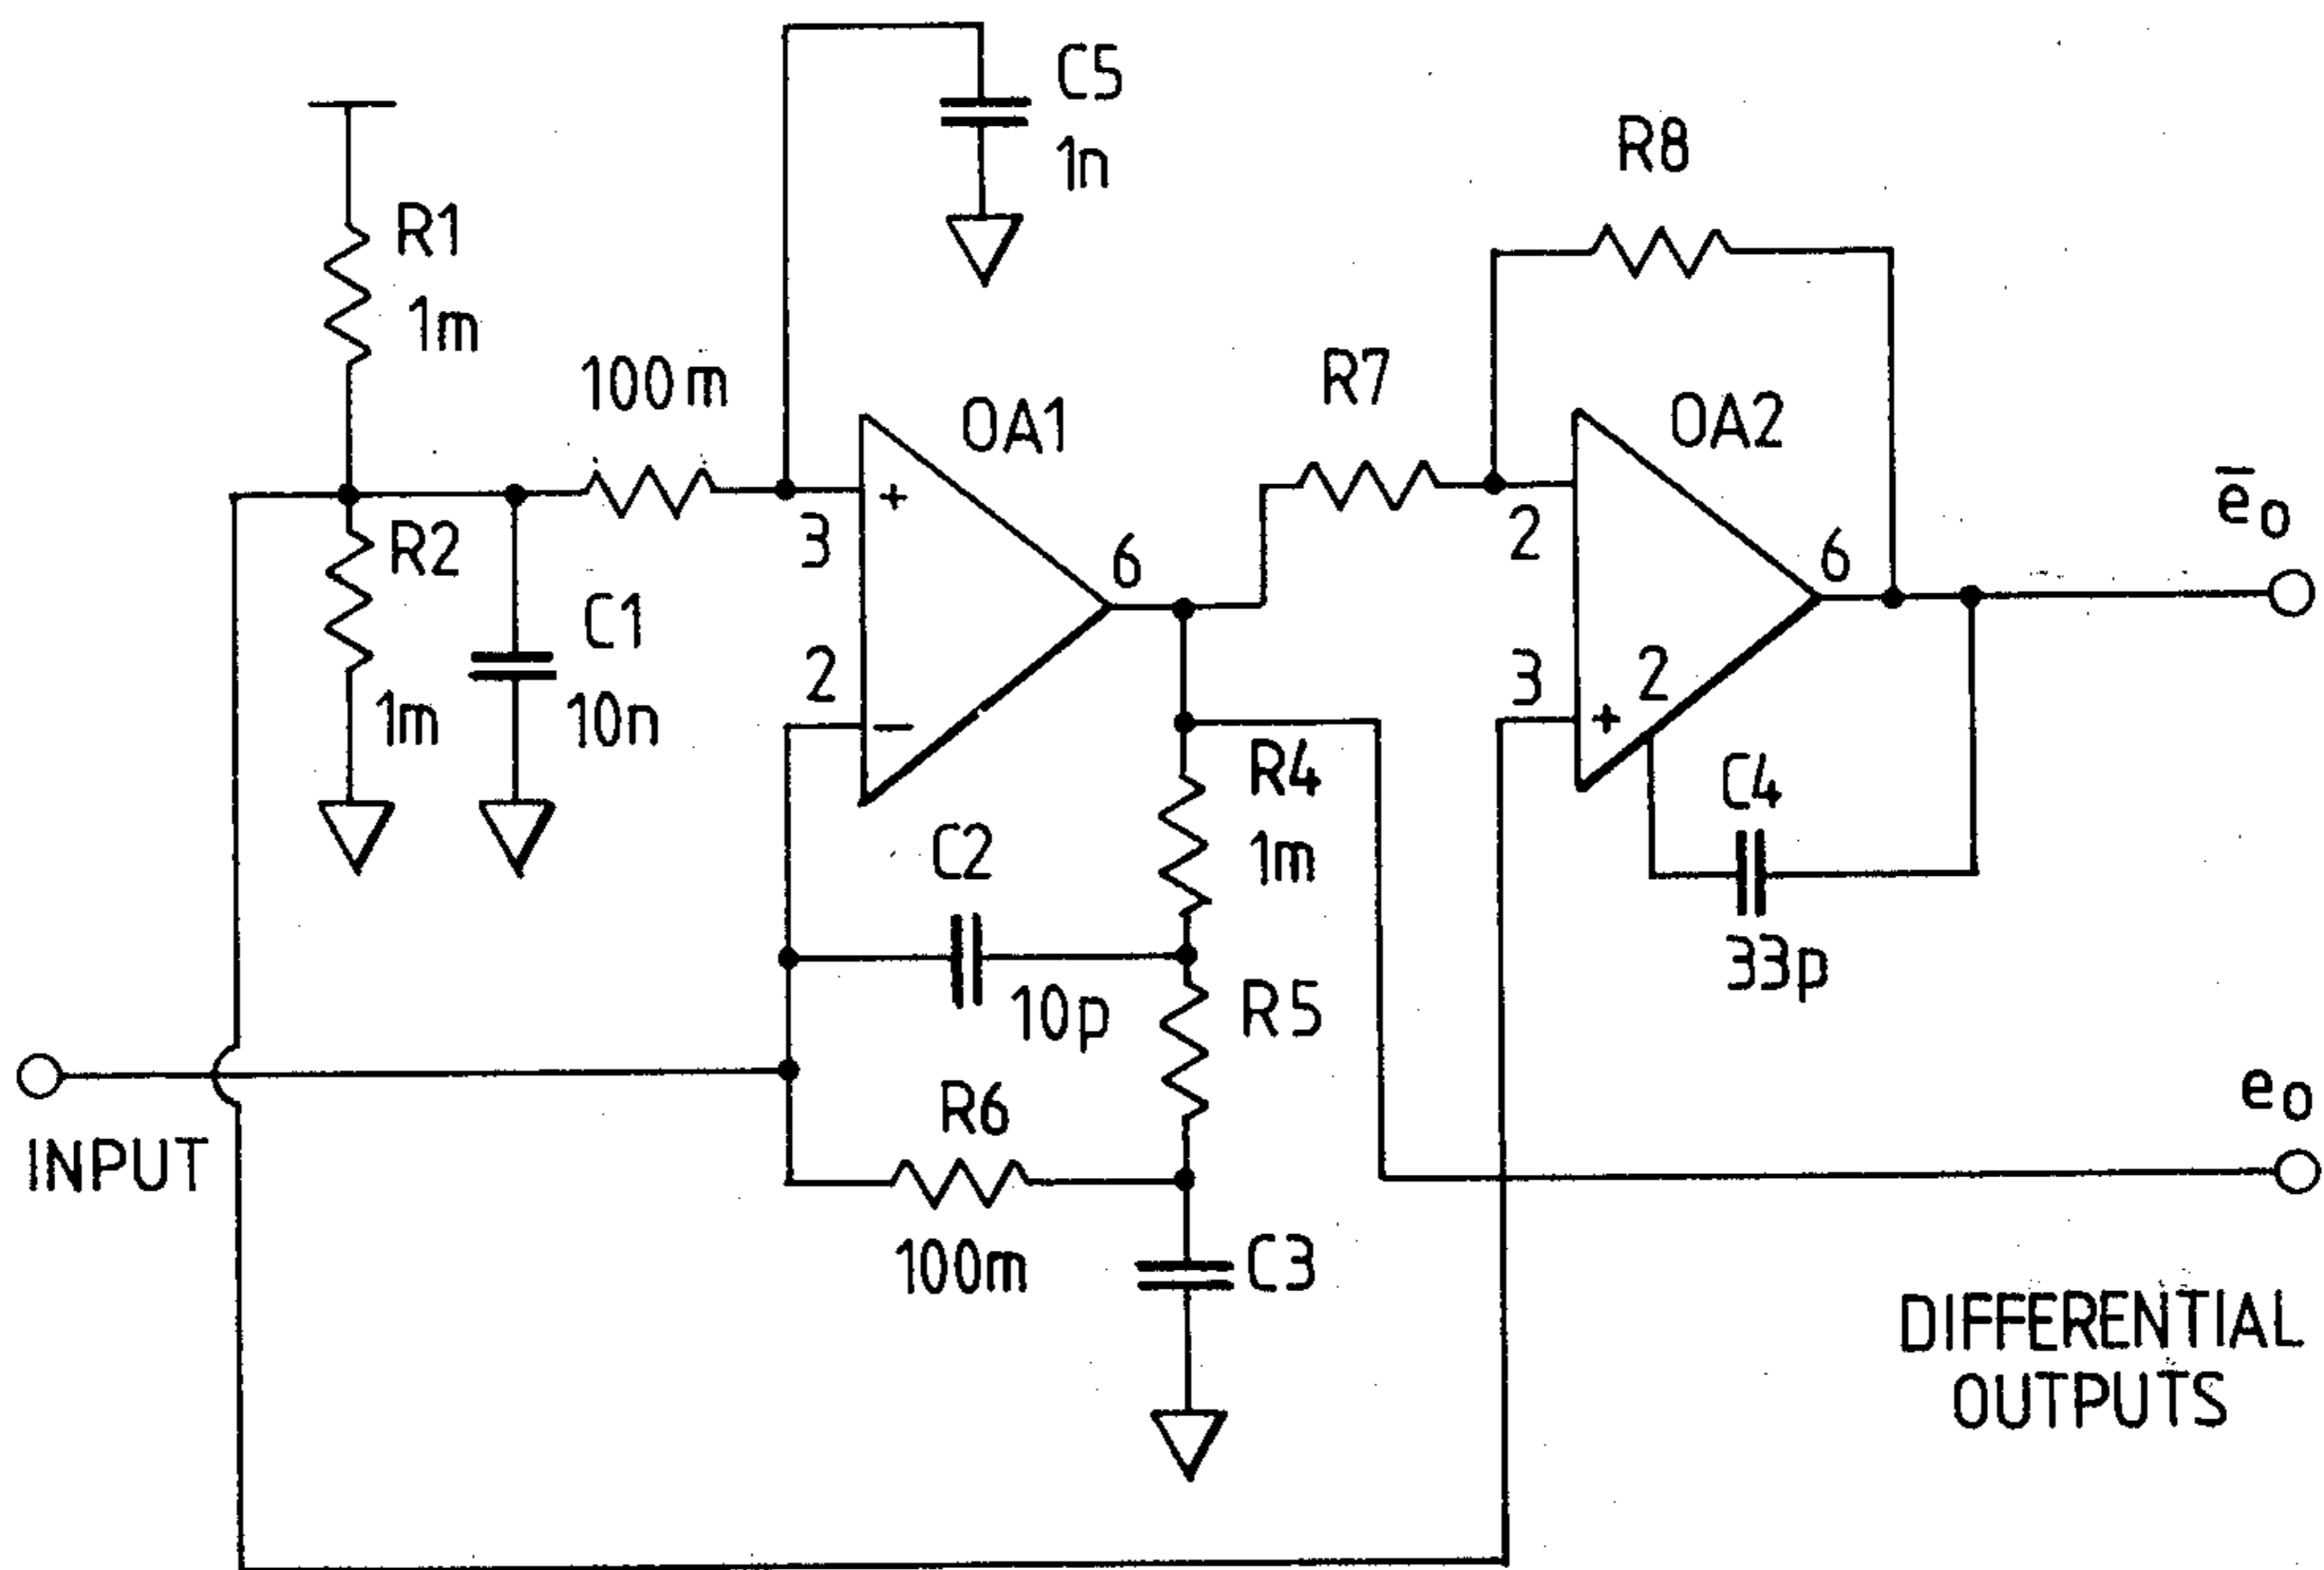 C5
1n
R8
R1
1m
100m
OA1
R7
OA2
ē₀
+
3
6
2
6
R2
C1
10n
1m
2
−
3
2
+
R4
1m
C4
33p
C2
10p
R5
e₀
INPUT
R6
100m
C3
DIFFERENTIAL
OUTPUTS